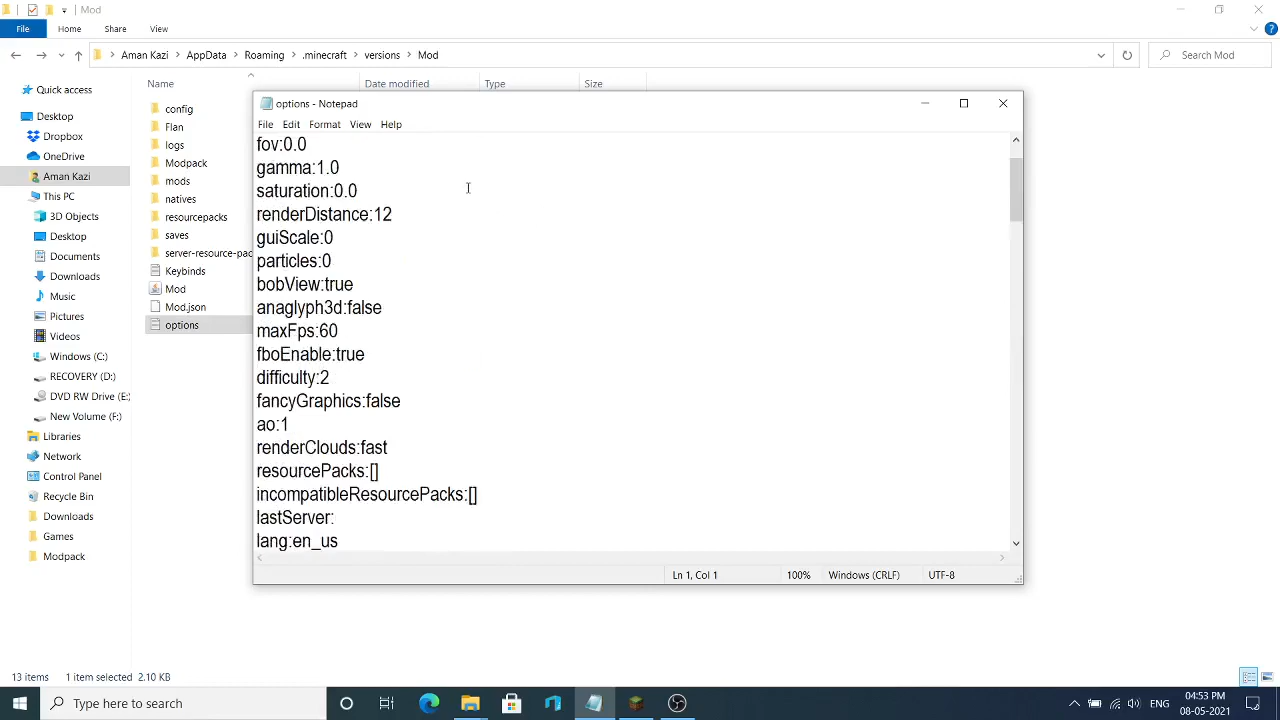 Mod
File
Home
Share
View
Aman Kazi
AppData
Roaming
.minecraft
versions
Mod
Search Mod
Name
Date modified
Type
Size
Quick access
Desktop
Dropbox
OneDrive
Aman Kazi
This PC
3D Objects
Desktop
Documents
Downloads
Music
Pictures
Videos
Windows (C:)
RECOVERY (D:)
DVD RW Drive (E:)
New Volume (F:)
Libraries
Network
Control Panel
Recycle Bin
Downloads
Games
Modpack
config
Flan
logs
Modpack
mods
natives
resourcepacks
saves
server-resource-pac
Keybinds
Mod
Mod.json
options
options - Notepad
File
Edit
Format
View
Help
fov:0.0
gamma:1.0
saturation:0.0
renderDistance:12
guiScale:0
particles:0
bobView:true
anaglyph3d:false
maxFps:60
fboEnable:true
difficulty:2
fancyGraphics:false
ao:1
renderClouds:fast
resourcePacks:[]
incompatibleResourcePacks:[]
lastServer:
lang:en_us
Ln 1, Col 1
100%
Windows (CRLF)
UTF-8
13 items
1 item selected 2.10 KB
Type here to search
ENG
04:53 PM
08-05-2021